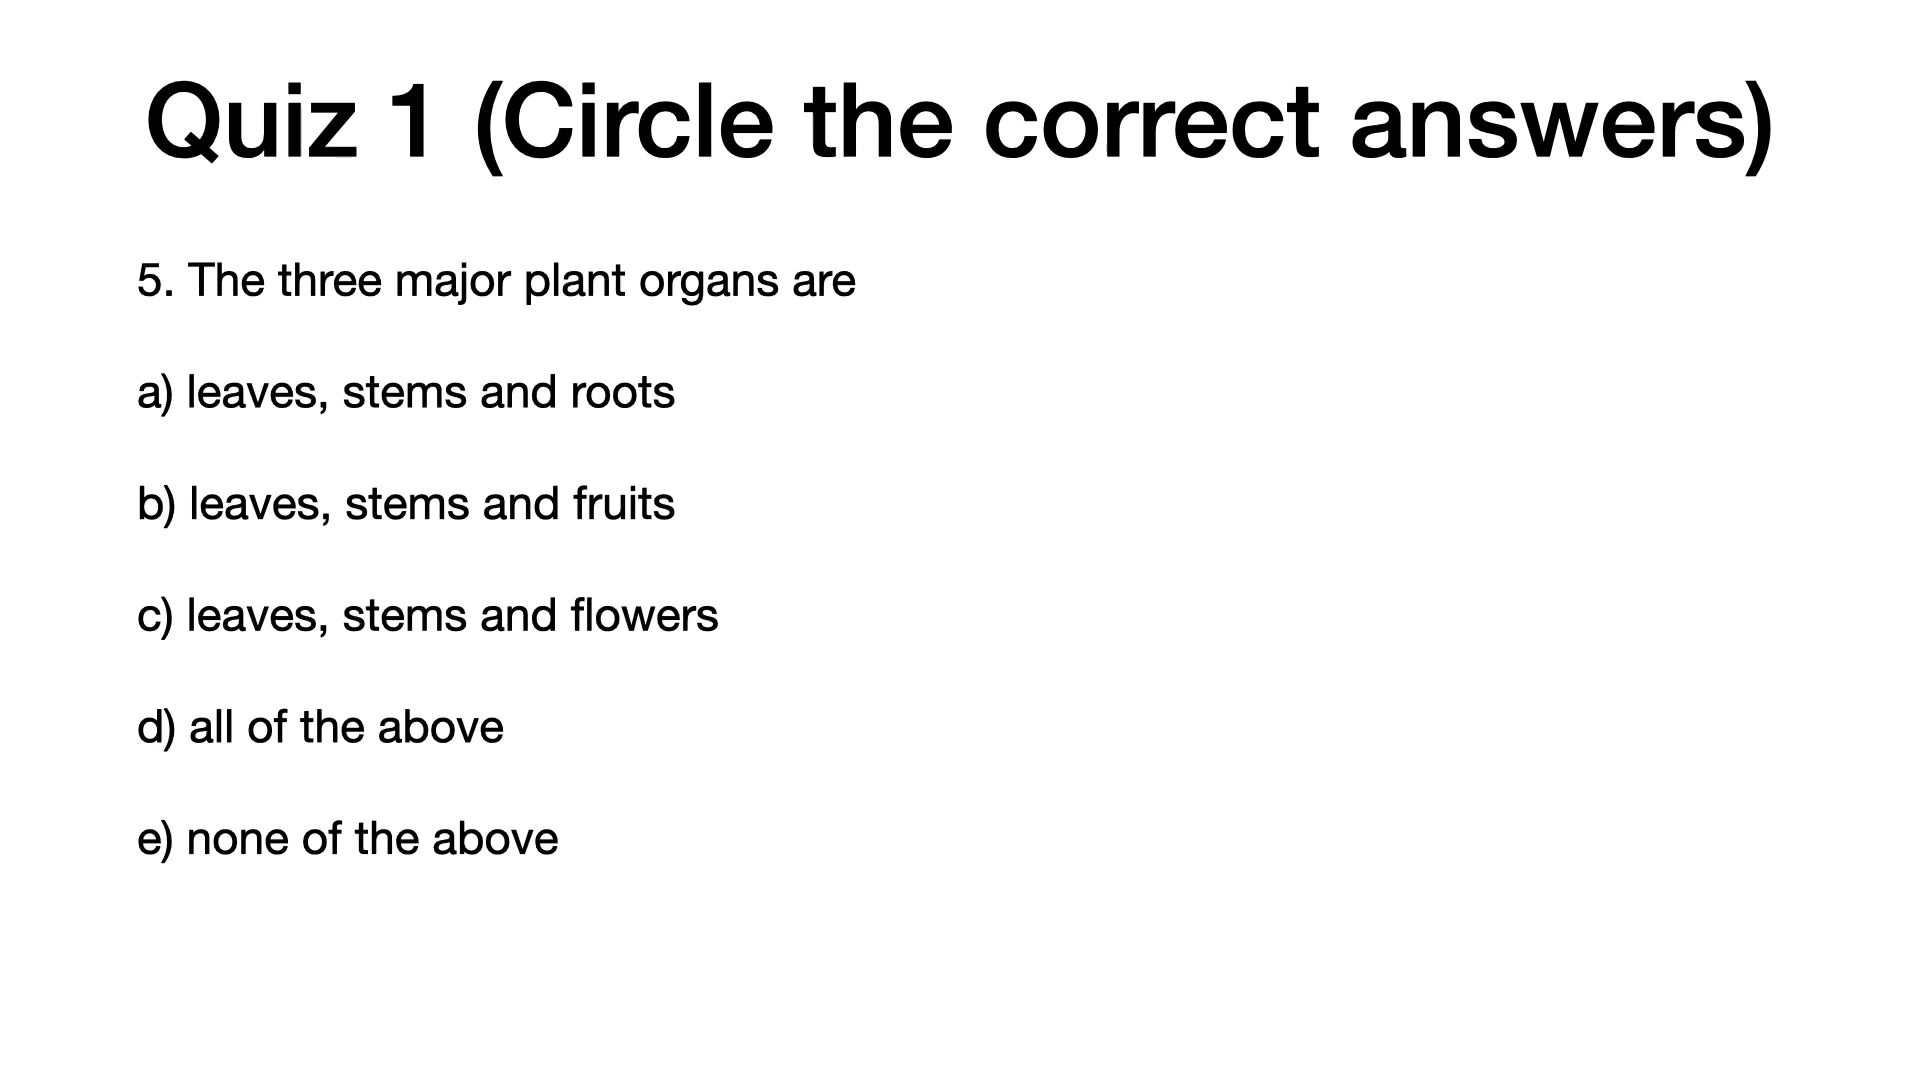 Quiz 1 (Circle the correct answers)
5. The three major plant organs are
a) leaves, stems and roots
b) leaves, stems and fruits
c) leaves, stems and flowers
d) all of the above
e) none of the above